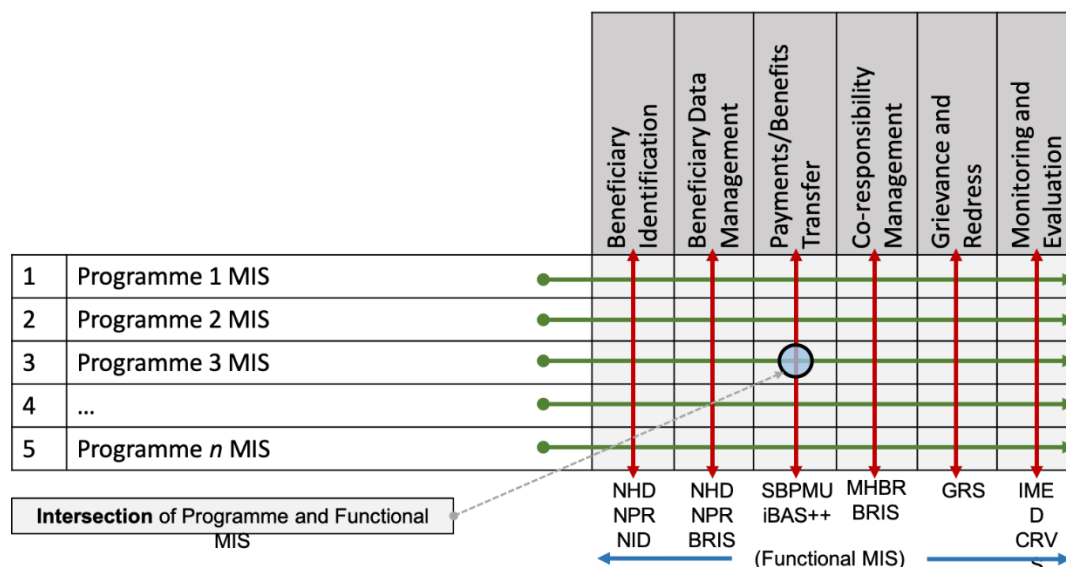 Beneficiary
Identification
Beneficiary Data
Management
Payments/Benefits
Transfer
Co-responsibility
Management
Grievance and
Redress
Monitoring and
Evaluation
1 Programme 1 MIS
2 Programme 2 MIS
3 Programme 3 MIS
4 ...
5 Programme n MIS
NHD
NPR
NID
NHD
NPR
BRIS
SBPMU
iBAS++
MHBR
BRIS
GRS
IME
D
CRV
S
Intersection of Programme and Functional
MIS
(Functional MIS)